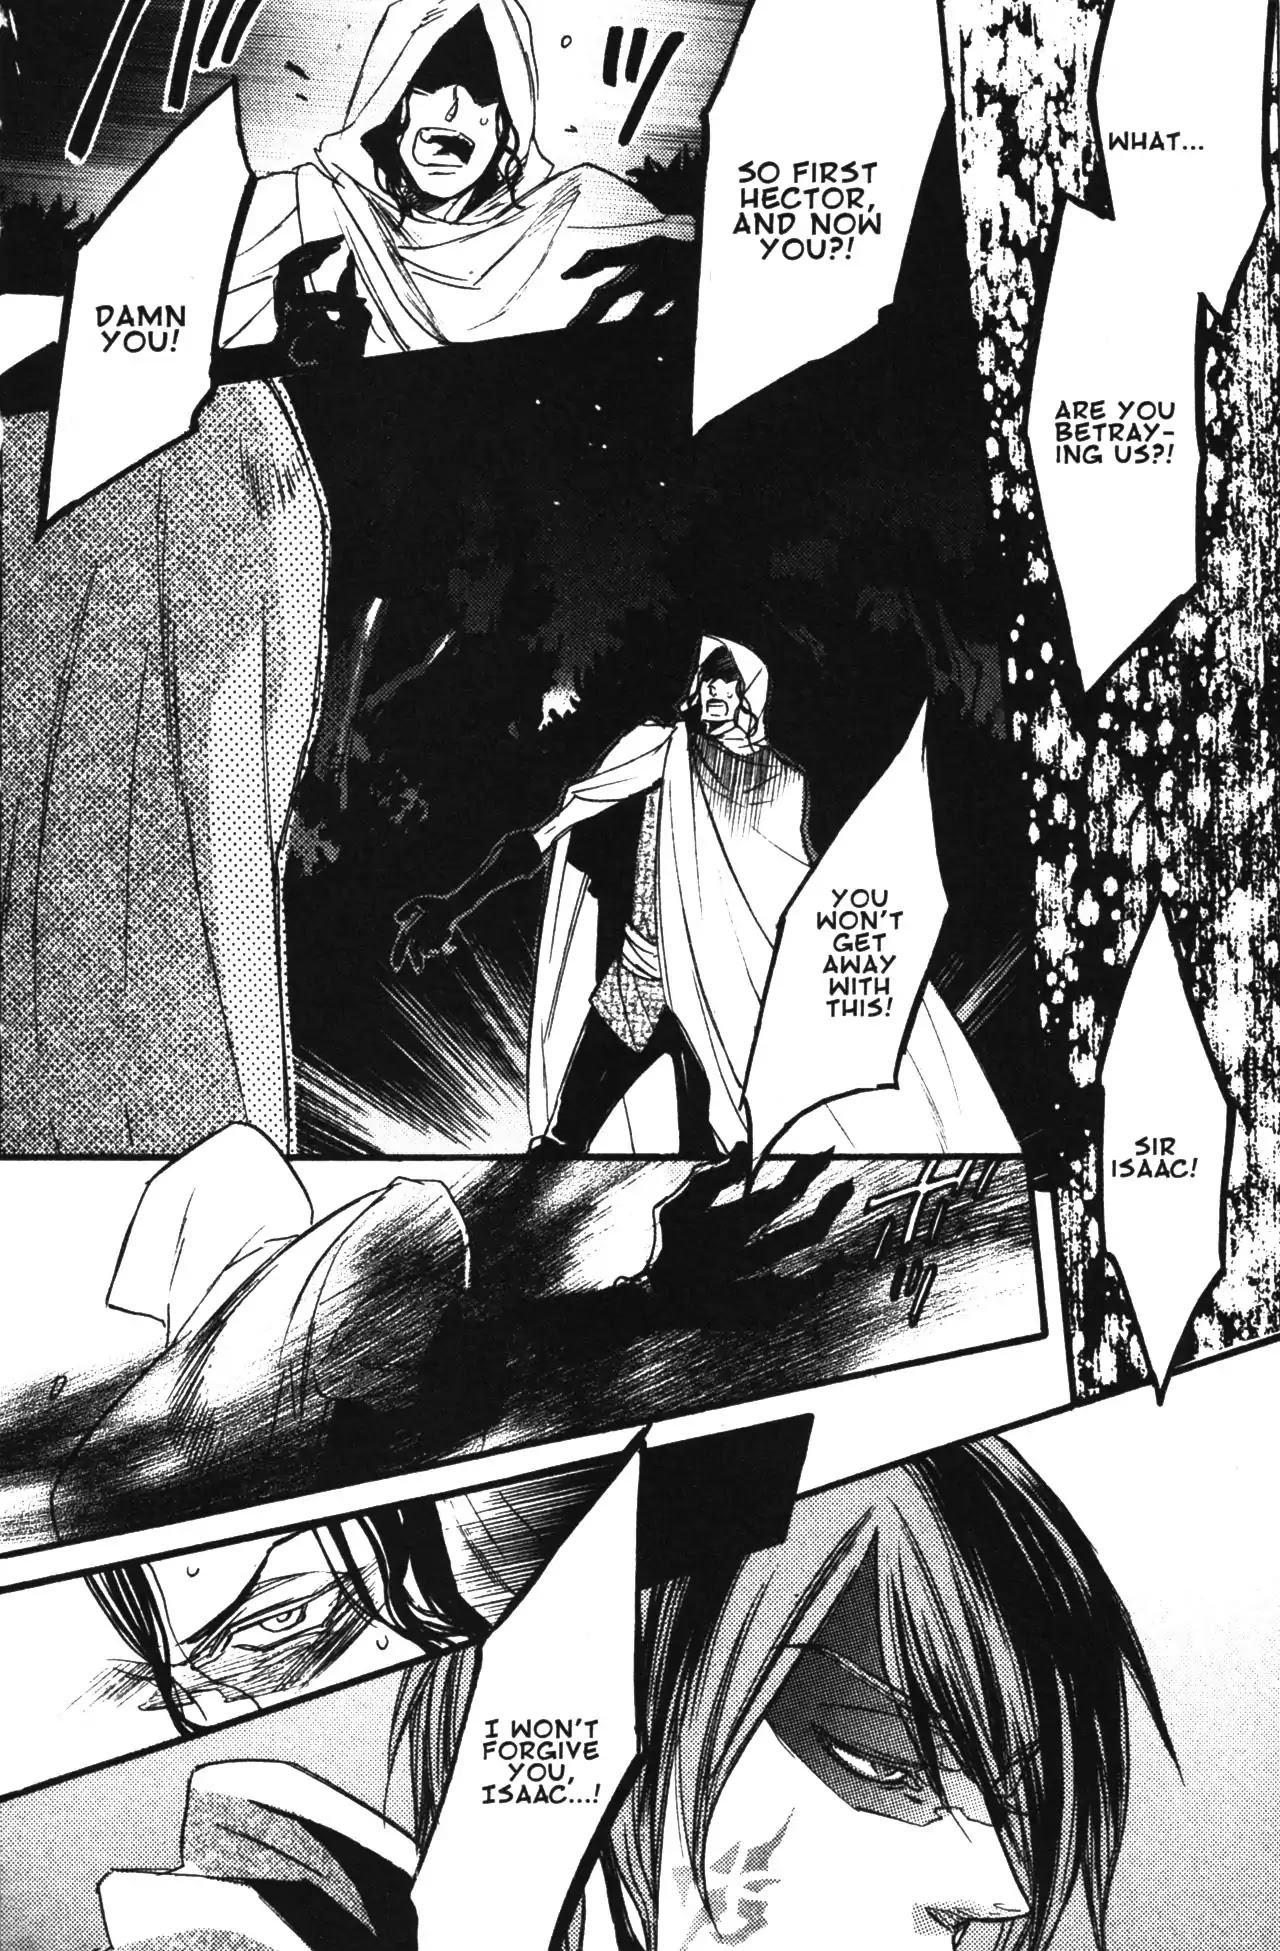 WHAT...
ARE YOU
BETRAY-
ING US?!
SO FIRST
HECTOR,
AND NOW
YOU?!
DAMN
YOU!
SIR
ISAAC!
YOU
WON'T
GET
AWAY
WITH
THIS!
I WON'T
FORGIVE
YOU,
ISAAC...!